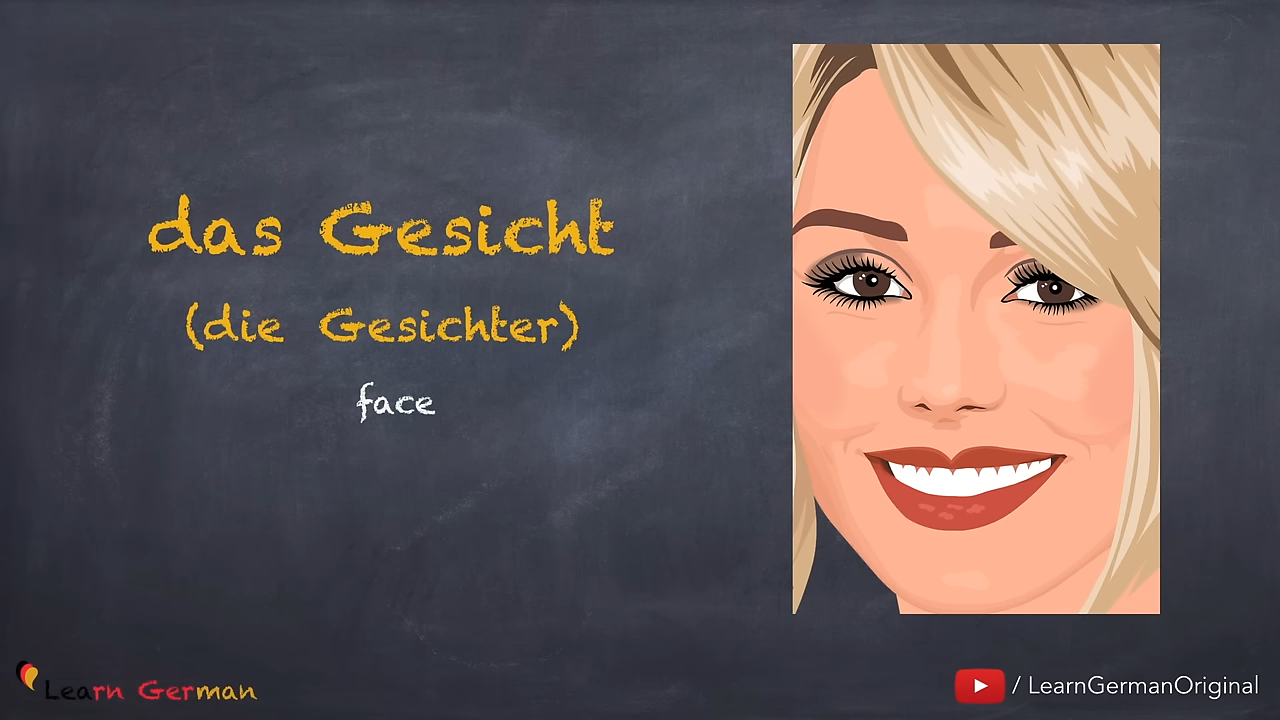 das Gesicht
(die Gesichter)
face
Learn German
/ LearnGermanOriginal